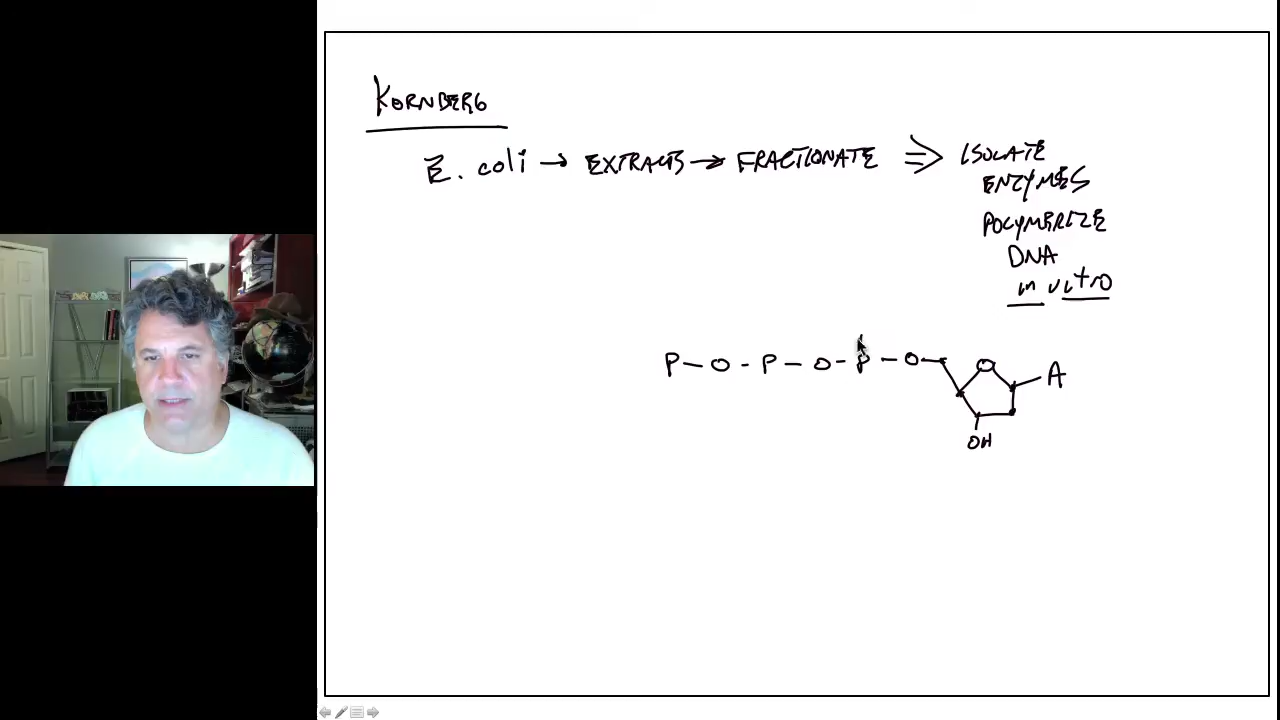 KORNBERG
E. coli → EXTRACTS → FRACTIONATE ⇒ ISOLATE
ENZYMES
POLYMERIZE
DNA
in vitro
P - O - P - O - P - O O A
OH